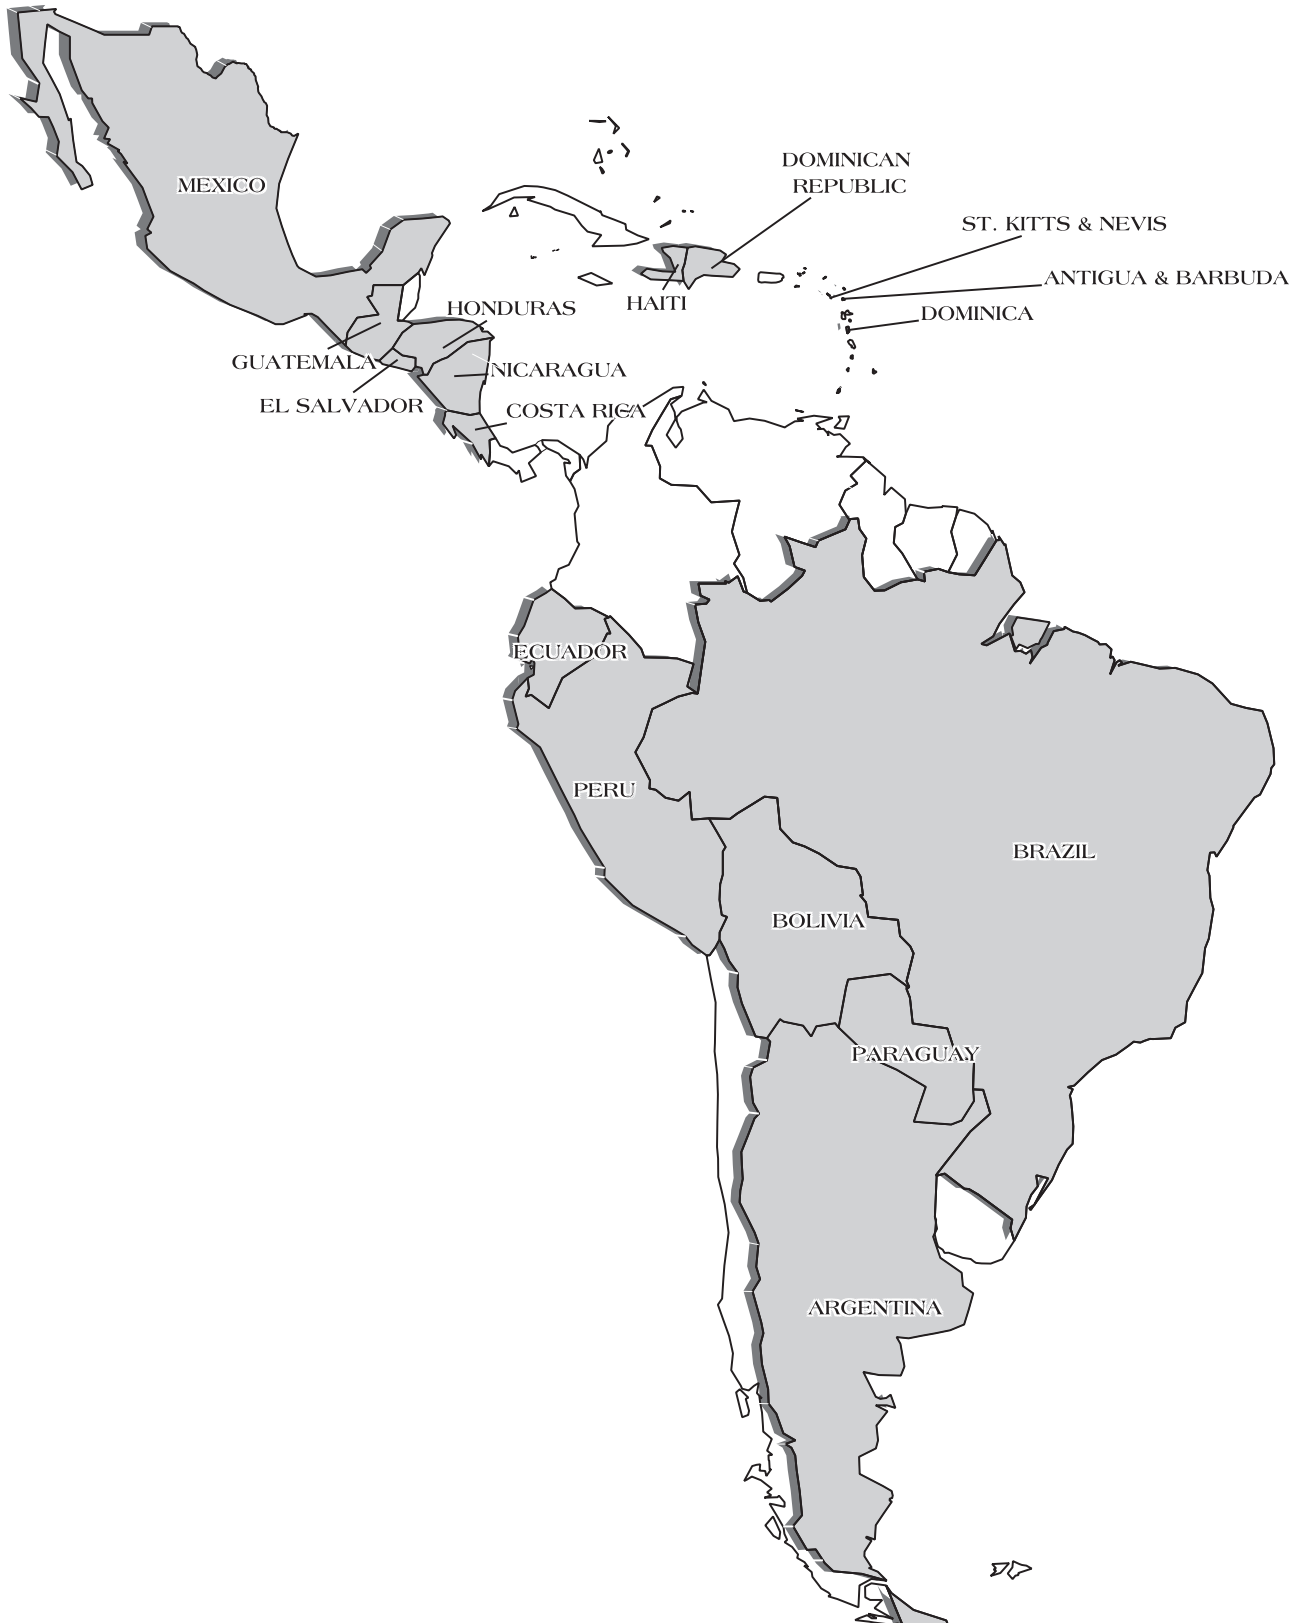 DOMINICAN
REPUBLIC
MEXICO
ST. KITTS & NEVIS
ANTIGUA & BARBUDA
HAITI
HONDURAS
DOMINICA
GUATEMALA
NICARAGUA
EL SALVADOR
COSTA RICA
ECUADOR
PERU
BRAZIL
BOLIVIA
PARAGUAY
ARGENTINA